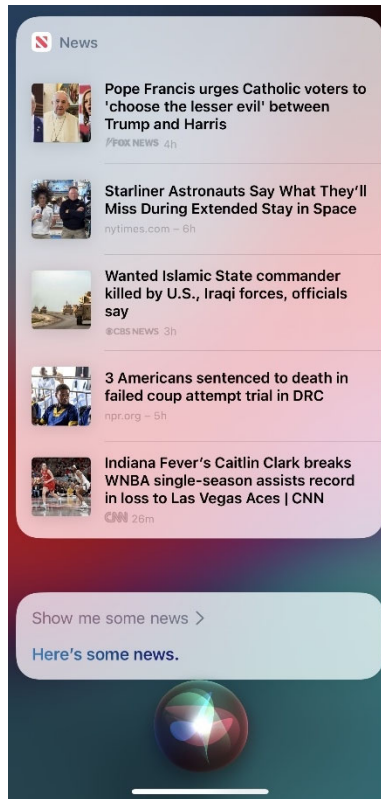 News
Pope Francis urges Catholic voters to
'choose the lesser evil' between
Trump and Harris
FOX NEWS 4h
Starliner Astronauts Say What They'll
Miss During Extended Stay in Space
nytimes.com – 6h
Wanted Islamic State commander
killed by U.S., Iraqi forces, officials
say
CBS NEWS 3h
3 Americans sentenced to death in
failed coup attempt trial in DRC
npr.org – 5h
Indiana Fever's Caitlin Clark breaks
WNBA single-season assists record
in loss to Las Vegas Aces | CNN
CNN 26m
Show me some news >
Here's some news.